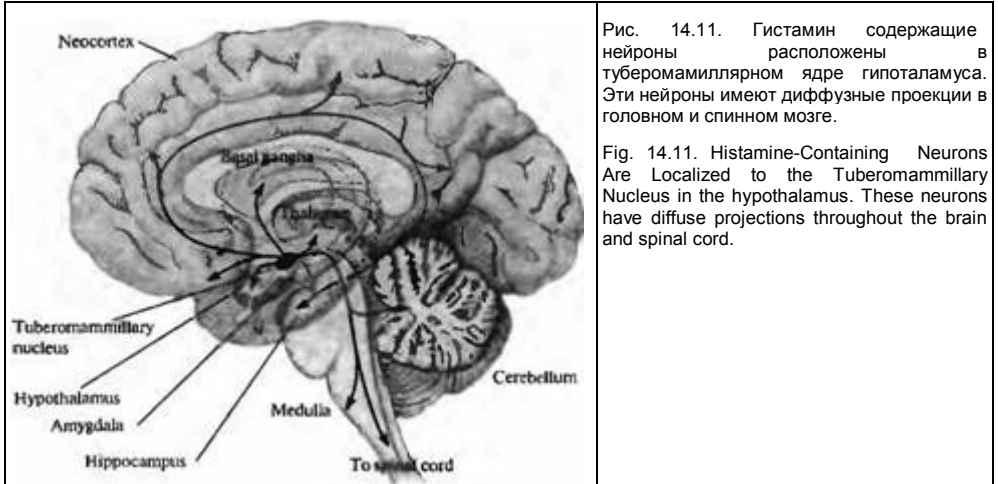 Neocortex
Basal ganglia
Thalamus
Tuberomammillary
nucleus
Hypothalamus
Amygdala
Hippocampus
Medulla
Cerebellum
To spinal cord
Рис. 14.11. Гистамин содержащие
нейроны расположены в
туберомамиллярном ядре гипоталамуса.
Эти нейроны имеют диффузные проекции в
головном и спинном мозге.
Fig. 14.11. Histamine-Containing Neurons
Are Localized to the Tuberomammillary
Nucleus in the hypothalamus. These neurons
have diffuse projections throughout the brain
and spinal cord.